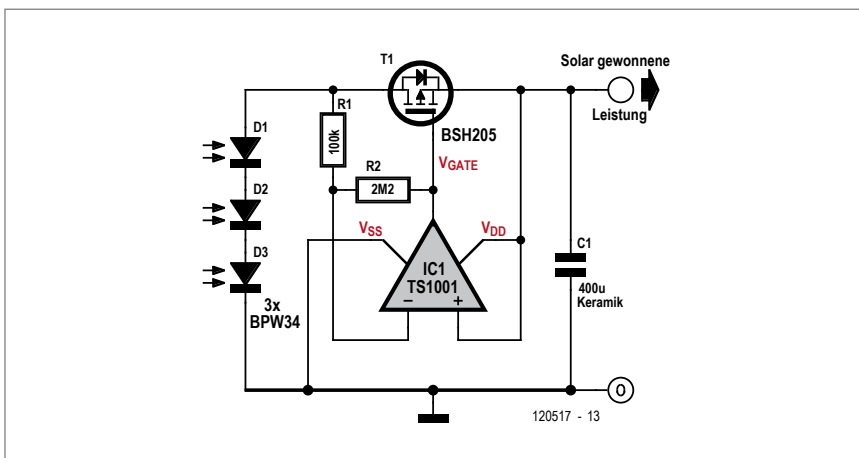 T1
Solar gewonnene
Leistung
R1
100k
BSH205
D1
R2
VGATE
2M2
D2
VSS
VDD
D3
IC1
TS1001
C1
400u
Keramik
− +
3x
BPW34
0
120517 - 13